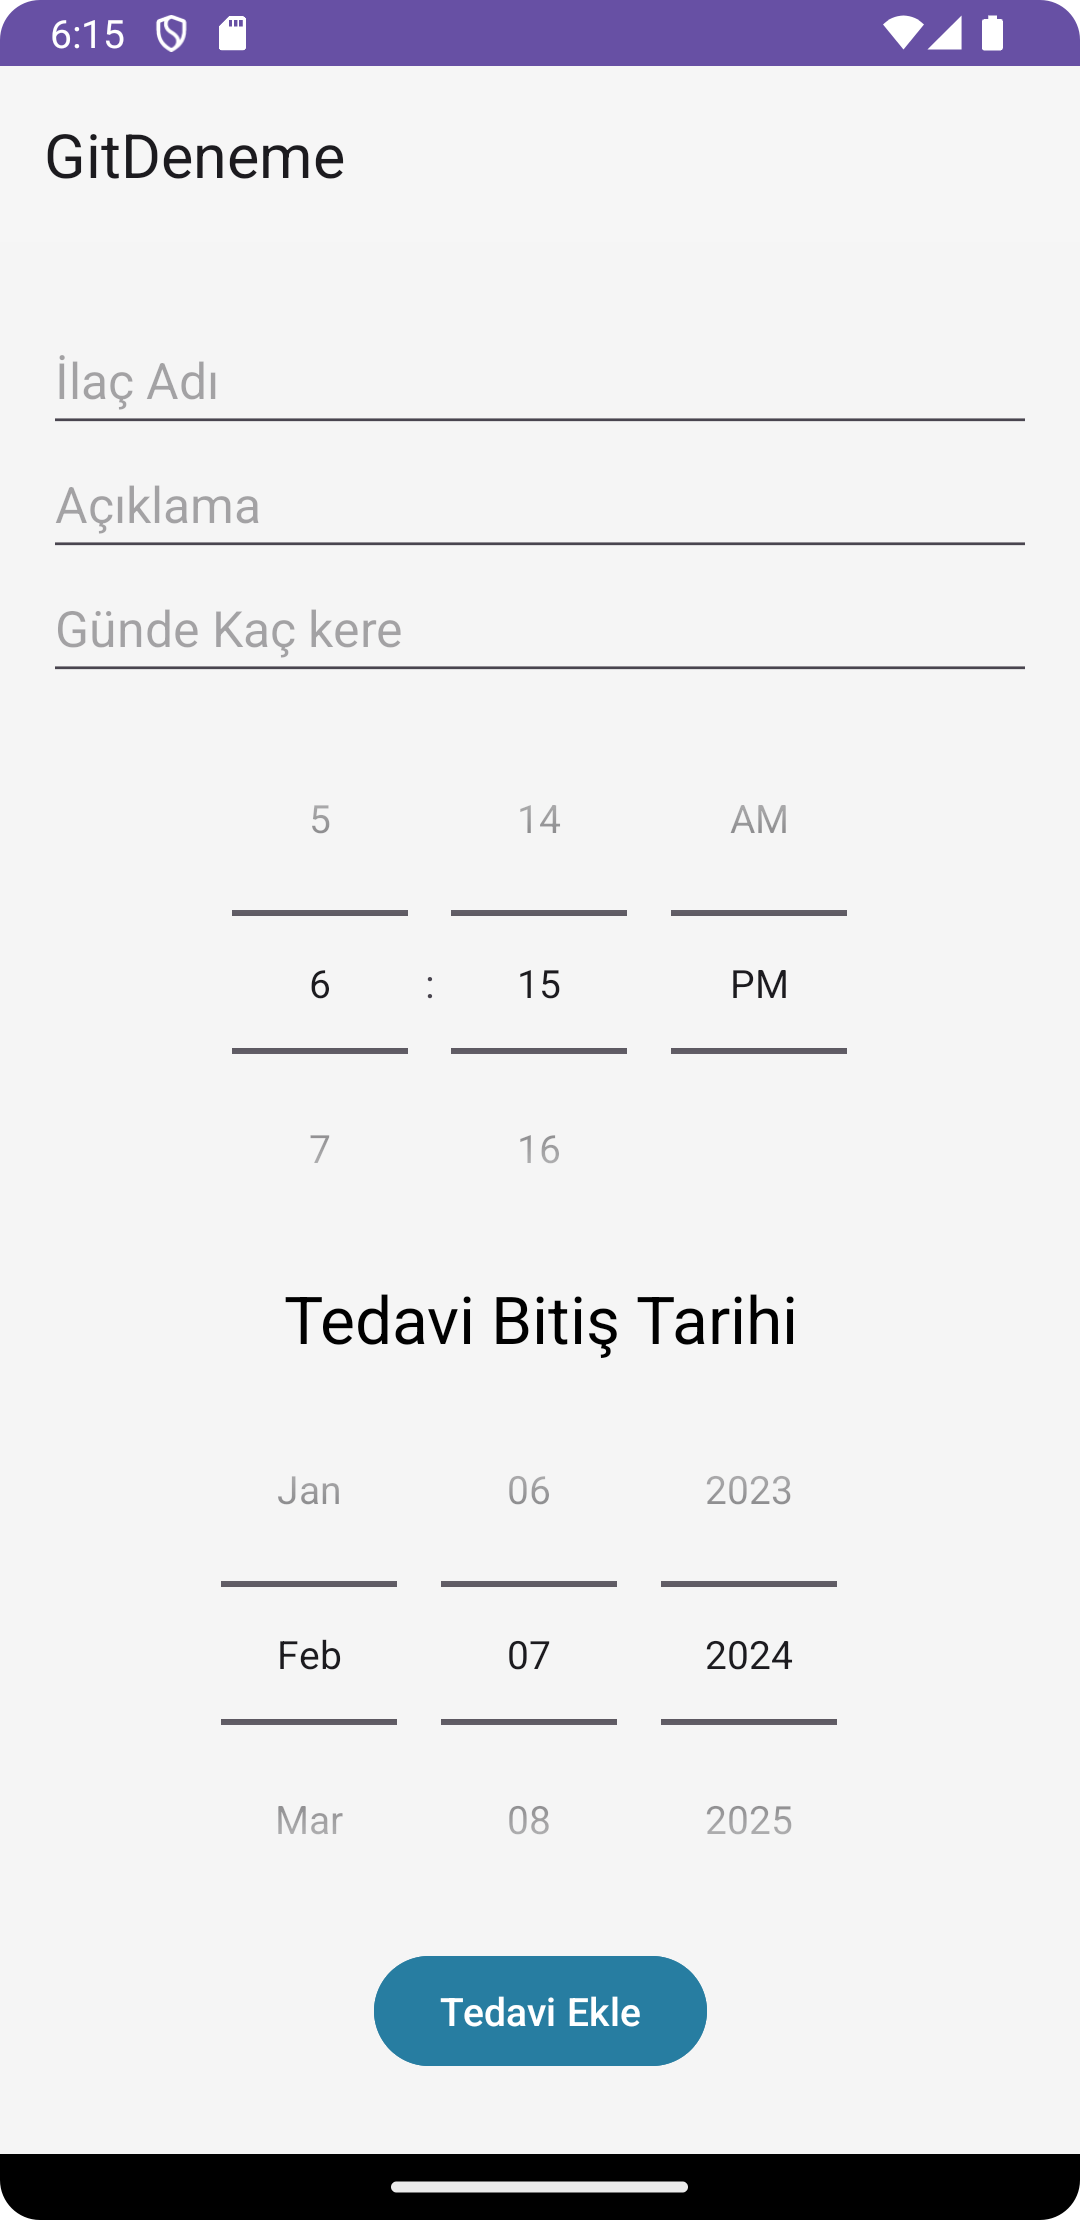 6:15
GitDeneme
İlaç Adı
Açıklama
Günde Kaç kere
5 14 AM
6 : 15 PM
7 16
Tedavi Bitiş Tarihi
Jan 06 2023
Feb 07 2024
Mar 08 2025
Tedavi Ekle